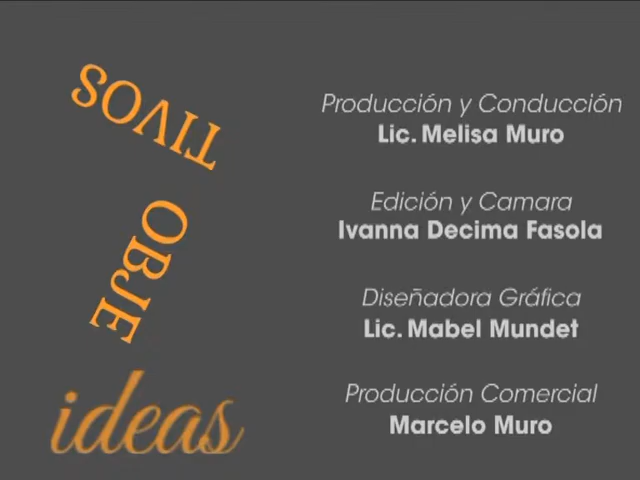 TIVOS
OBJE
ideas
Producción y Conducción
Lic. Melisa Muro
Edición y Camara
Ivanna Decima Fasola
Diseñadora Gráfica
Lic. Mabel Mundet
Producción Comercial
Marcelo Muro